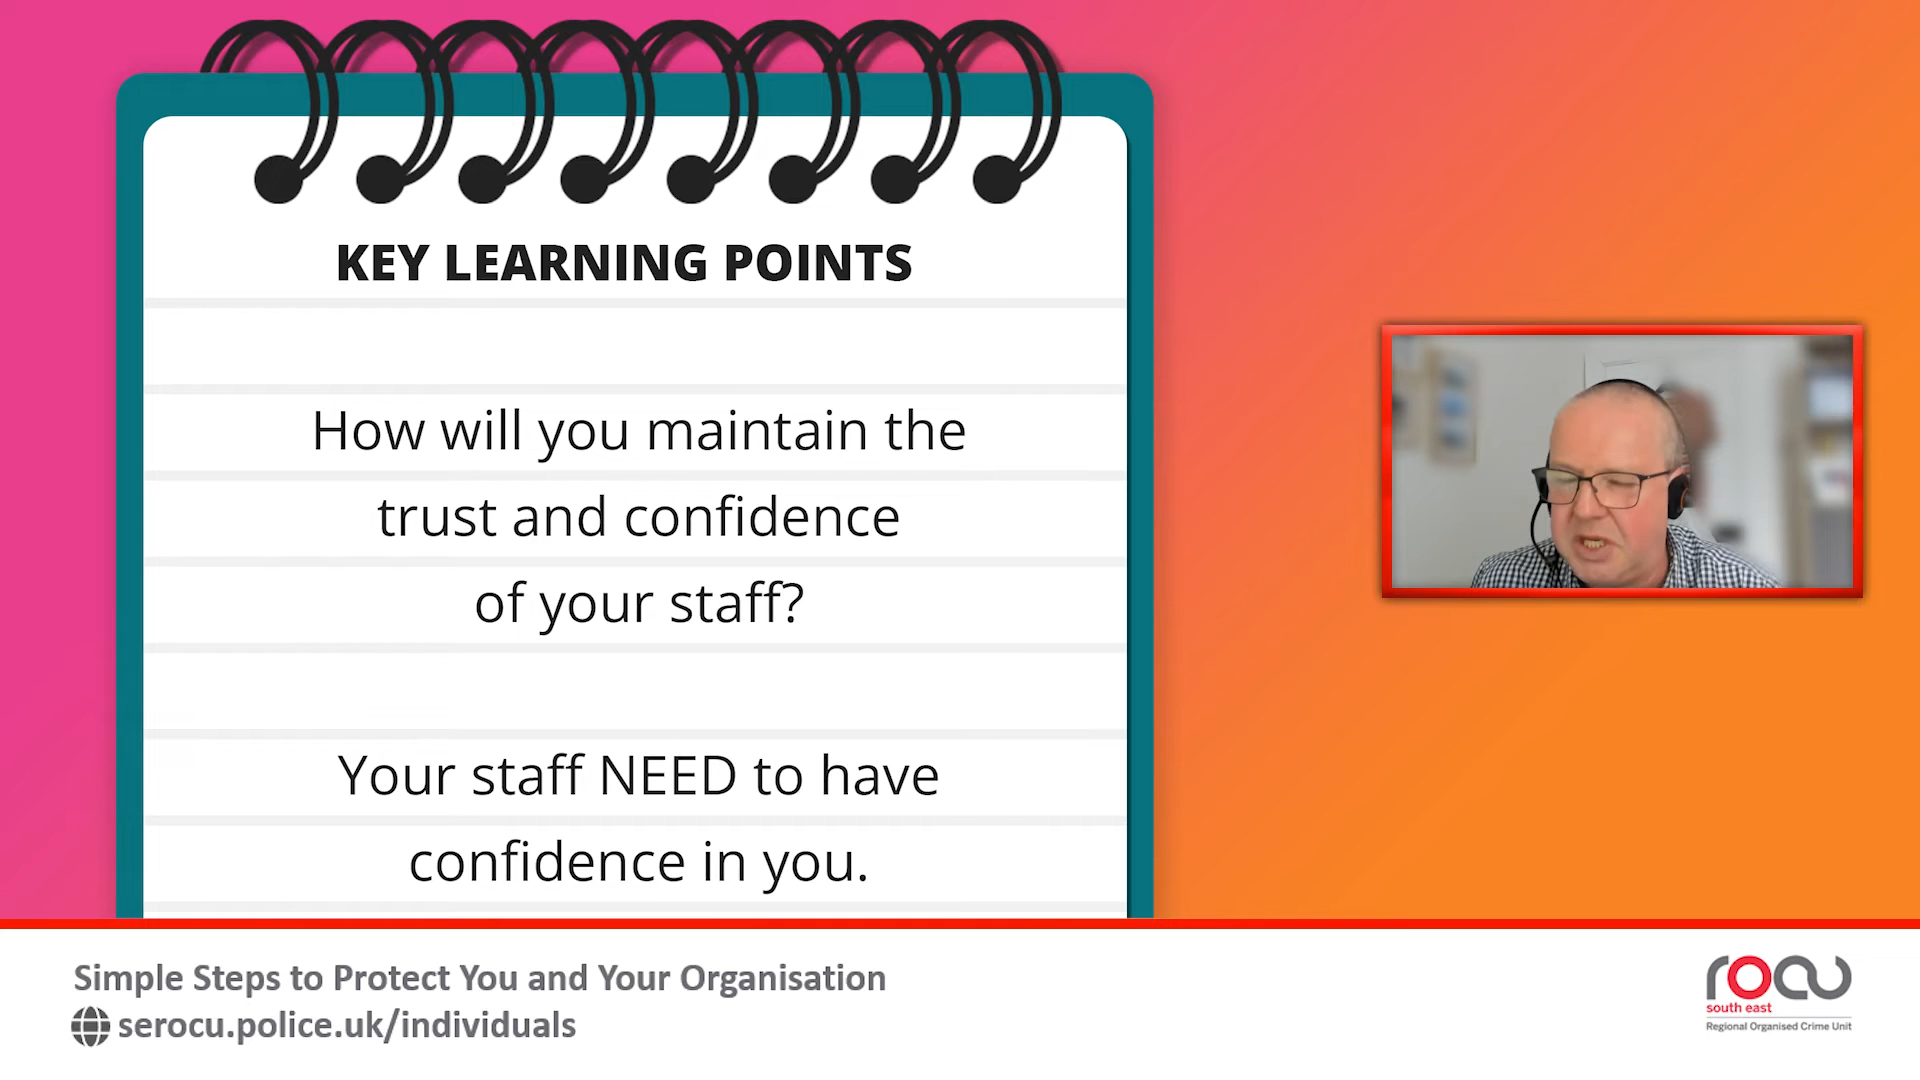 KEY LEARNING POINTS
How will you maintain the
trust and confidence
of your staff?
Your staff NEED to have
confidence in you.
Simple Steps to Protect You and Your Organisation
serocu.police.uk/individuals
rocu
south east
Regional Organised Crime Unit